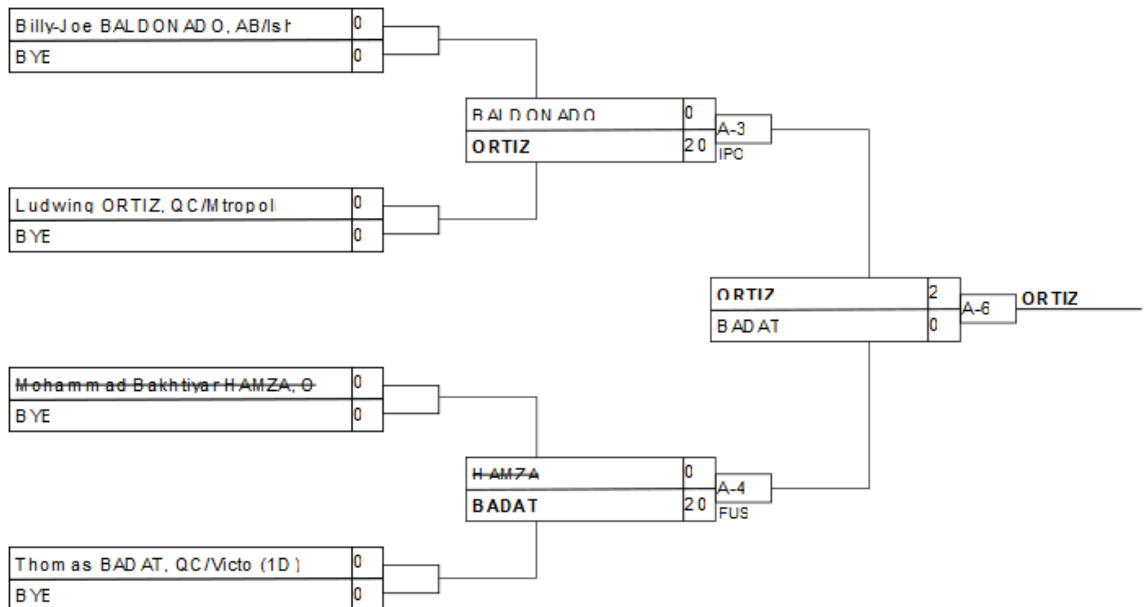 Billy-Joe BALDONADO, AB/Ish 0
BYE 0
BALDONADO 0
A-3
ORTIZ 20
IPO
Ludwing ORTIZ, QC/Mtropoli 0
BYE 0
ORTIZ 2
A-6
ORTIZ
BADAT 0
Mohammad Bakhtiyar HAMZA, O 0
BYE 0
HAMZA 0
A-4
BADAT 20
FUS
Thomas BADAT, QC/Victo (1D) 0
BYE 0